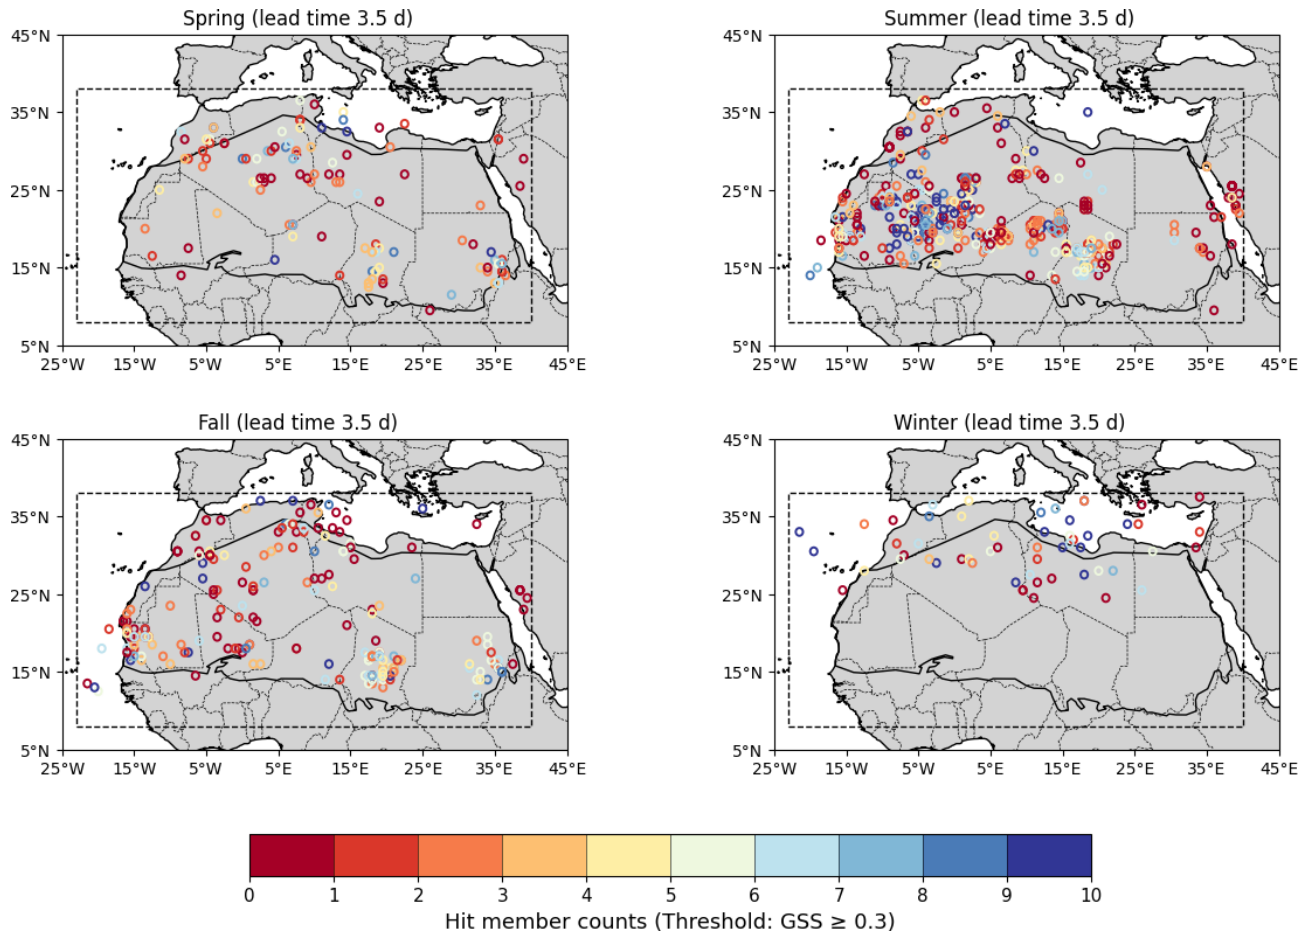 Spring (lead time 3.5 d)
45°N
35°N
25°N
15°N
5°N
25°W 15°W 5°W 5°E 15°E 25°E 35°E 45°E
Summer (lead time 3.5 d)
45°N
35°N
25°N
15°N
5°N
25°W 15°W 5°W 5°E 15°E 25°E 35°E 45°E
Fall (lead time 3.5 d)
45°N
35°N
25°N
15°N
5°N
25°W 15°W 5°W 5°E 15°E 25°E 35°E 45°E
Winter (lead time 3.5 d)
45°N
35°N
25°N
15°N
5°N
25°W 15°W 5°W 5°E 15°E 25°E 35°E 45°E
0 1 2 3 4 5 6 7 8 9 10
Hit member counts (Threshold: GSS ≥ 0.3)